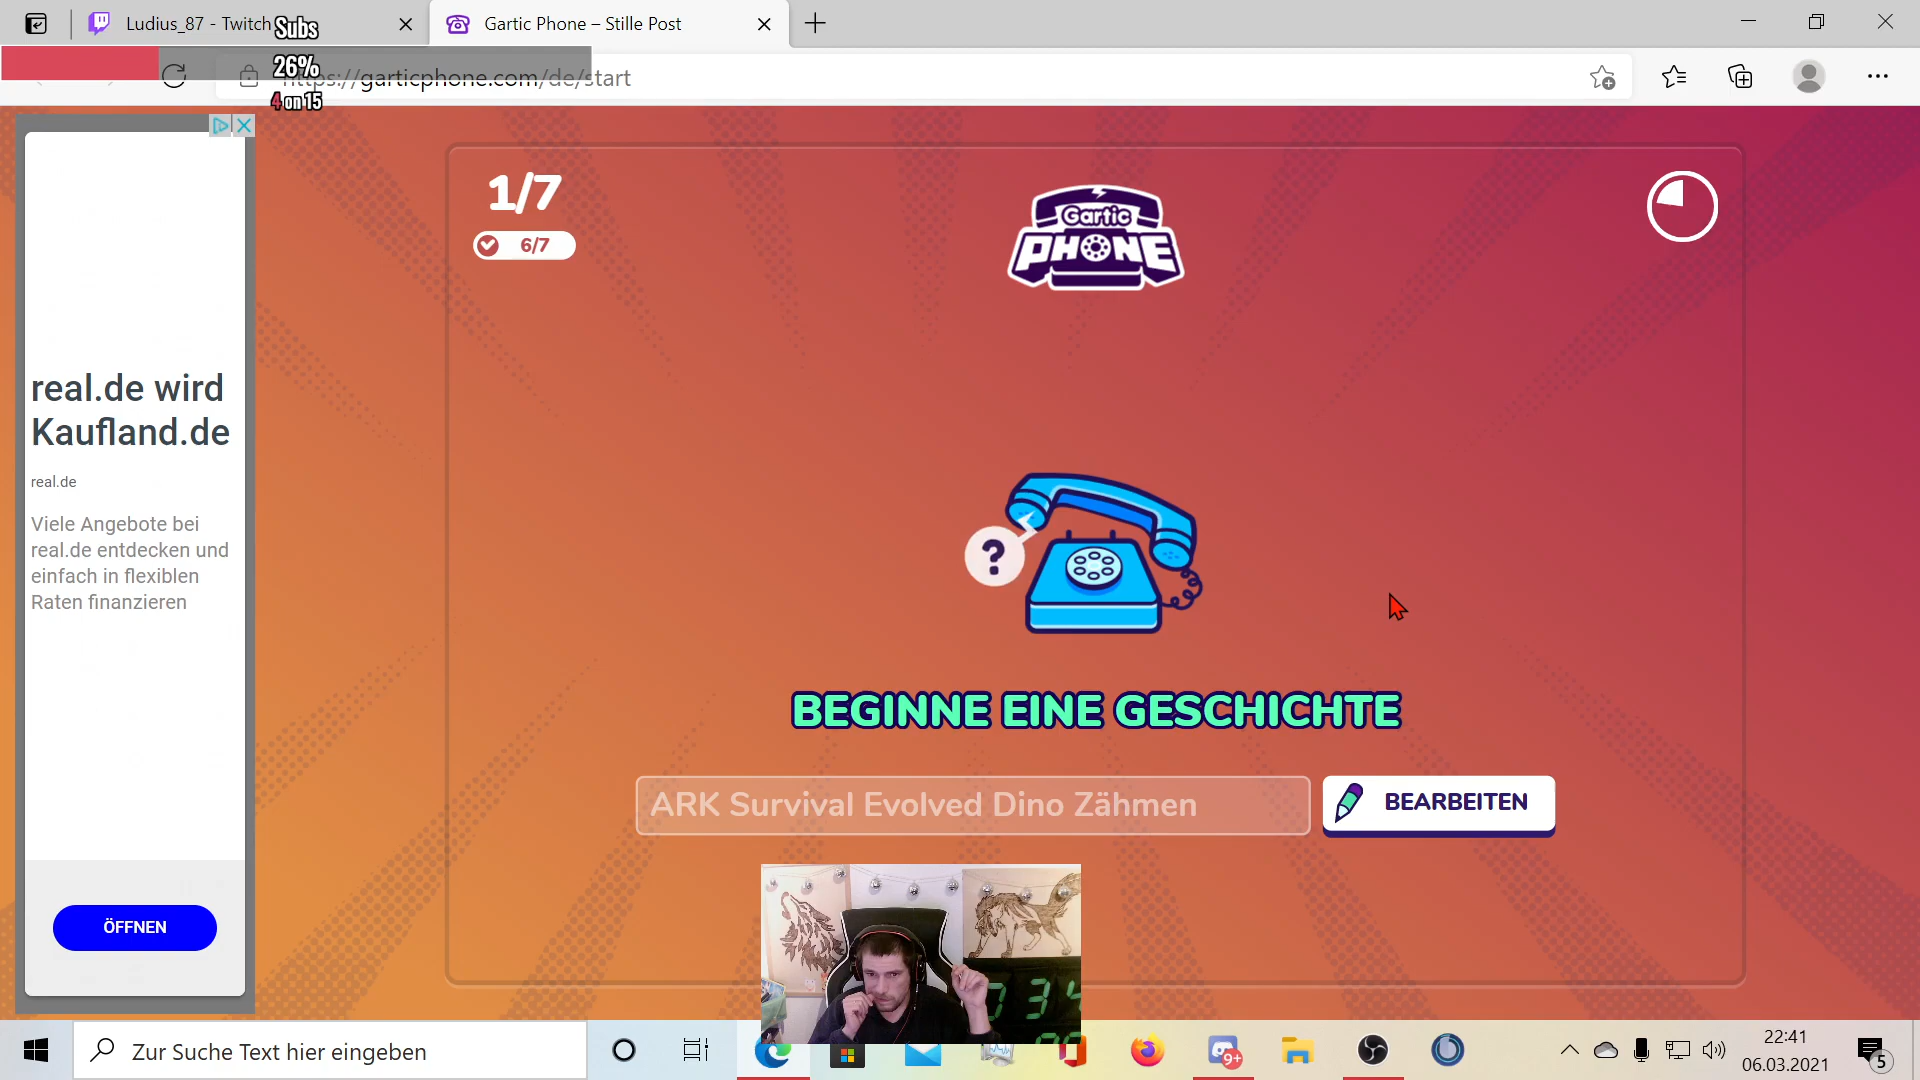 Ludius_87 - Twitch
Gartic Phone – Stille Post
Subs
26%
4 on 15
https://garticphone.com/de/start
1/7
6/7
Gartic
PHONE
real.de wird
Kaufland.de
real.de
Viele Angebote bei
real.de entdecken und
einfach in flexiblen
Raten finanzieren
ÖFFNEN
?
BEGINNE EINE GESCHICHTE
ARK Survival Evolved Dino Zähmen
BEARBEITEN
Zur Suche Text hier eingeben
9+
22:41
06.03.2021
5